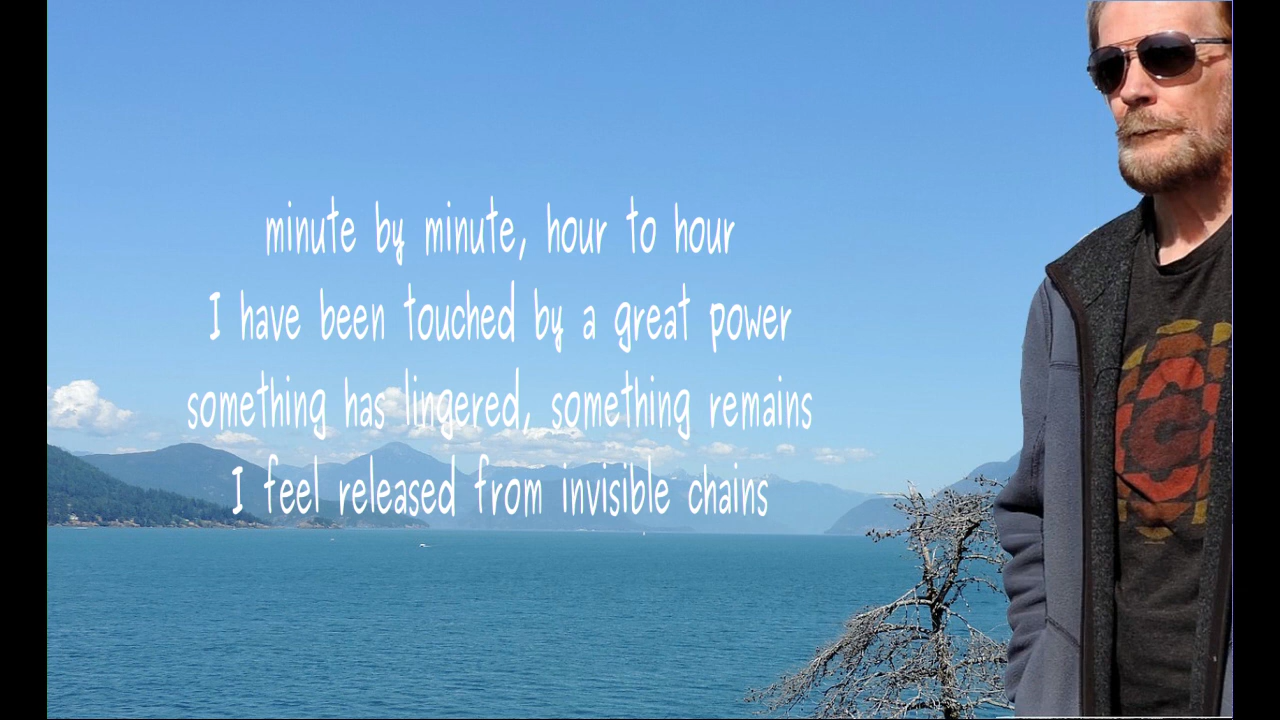 minute by minute, hour to hour
I have been touched by a great power
something has lingered, something remains
I feel released from invisible chains